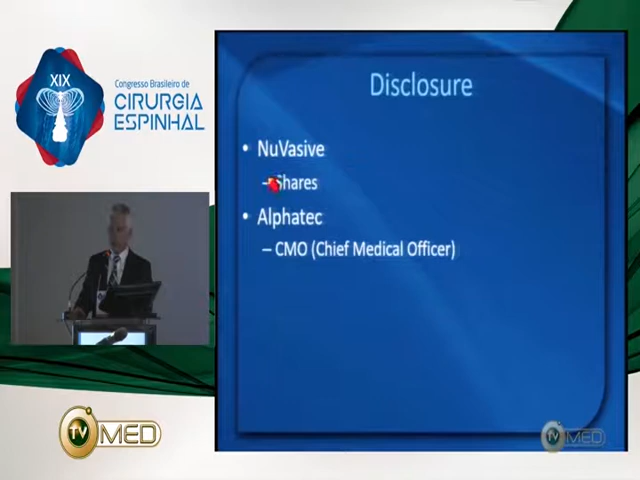 XIX
Congresso Brasileiro de
CIRURGIA
ESPINHAL
Disclosure
• NuVasive
– Shares
• Alphatec
– CMO (Chief Medical Officer)
TV MED
TV MED